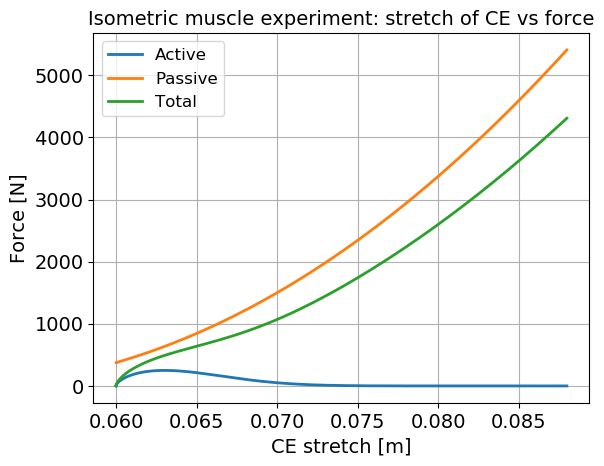 Isometric muscle experiment: stretch of CE vs force
Active
Passive
Total
Force [N]
5000
4000
3000
2000
1000
0
0.060
0.065
0.070
0.075
0.080
0.085
CE stretch [m]